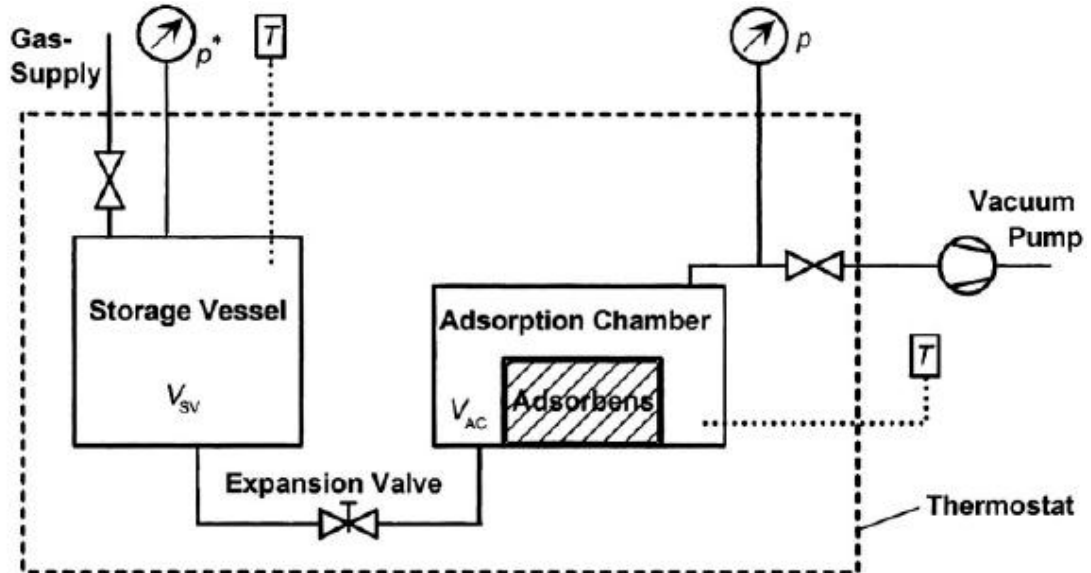 Gas-
Supply
p*
T
p
Vacuum
Pump
Storage Vessel
V_SV
Adsorption Chamber
V_AC
Adsorbens
T
Expansion Valve
Thermostat